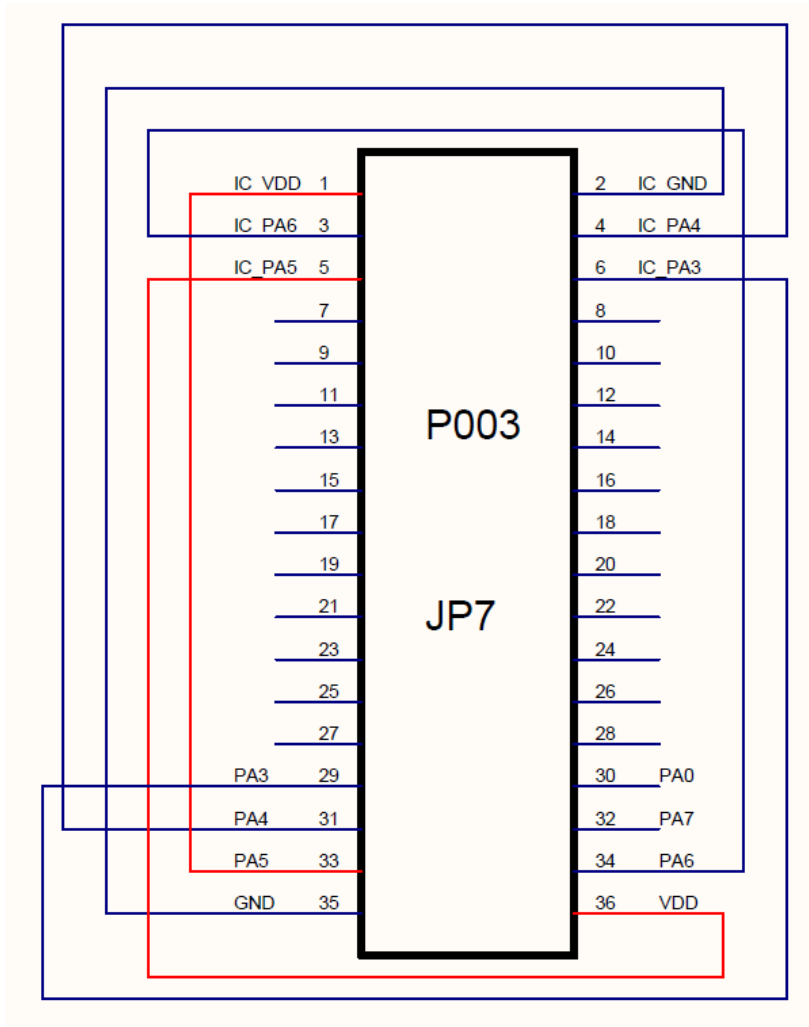 IC_VDD 1 2 IC_GND
IC_PA6 3 4 IC_PA4
IC_PA5 5 6 IC_PA3
7 8
9 10
11 12
P003
13 14
15 16
17 18
19 20
JP7
21 22
23 24
25 26
27 28
PA3 29 30 PA0
PA4 31 32 PA7
PA5 33 34 PA6
GND 35 36 VDD